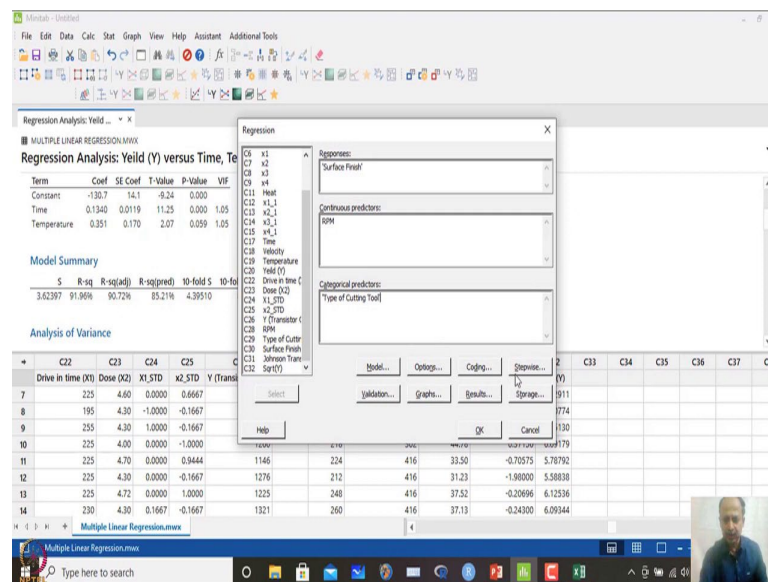 Minitab - Untitled
File Edit Data Calc Stat Graph View Help Assistant Additional Tools
Regression Analysis: Yeild ...
MULTIPLE LINEAR REGRESSION.MWX
Regression Analysis: Yeild (Y) versus Time, Te
Term Coef SE Coef T-Value P-Value VIF
Constant -130.7 14.1 -9.24 0.000
Time 0.1340 0.0119 11.25 0.000 1.05
Temperature 0.351 0.170 2.07 0.059 1.05
Model Summary
S R-sq R-sq(adj) R-sq(pred) 10-fold S 10-fo
3.62397 91.96% 90.72% 85.21% 4.39510
Analysis of Variance
Regression
C6 x1
C7 x2
C8 x3
C9 x4
C11 Heat
C12 x1_1
C13 x2_1
C14 x3_1
C15 x4_1
C17 Time
C18 Velocity
C19 Temperature
C20 Yeild (Y)
C22 Drive in time (
C23 Dose (X2)
C24 X1_STD
C25 x2_STD
C26 Y (Transistor G
C28 RPM
C29 Type of Cuttir
C30 Surface Finish
C31 Johnson Trans
C32 Sqrt(Y)
Responses:
'Surface Finish'
Continuous predictors:
RPM
Categorical predictors:
'Type of Cutting Tool'
Model... Options... Coding... Stepwise...
Select Validation... Graphs... Results... Storage...
Help OK Cancel
C22 C23 C24 C25 C33 C34 C35 C36 C37
Drive in time (X1) Dose (X2) X1_STD x2_STD Y (Transi
7 225 4.60 0.0000 0.6667
8 195 4.30 -1.0000 -0.1667
9 255 4.30 1.0000 -0.1667
10 225 4.00 0.0000 -1.0000
11 225 4.70 0.0000 0.9444 1146 224 416 33.50 -0.70575 5.78792
12 225 4.30 0.0000 -0.1667 1276 212 416 31.23 -1.98000 5.58838
13 225 4.72 0.0000 1.0000 1225 248 416 37.52 -0.20696 6.12536
14 230 4.30 0.1667 -0.1667 1321 260 416 37.13 -0.24300 6.09344
Multiple Linear Regression.mwx
Multiple Linear Regression.mwx
Type here to search
NPTEL